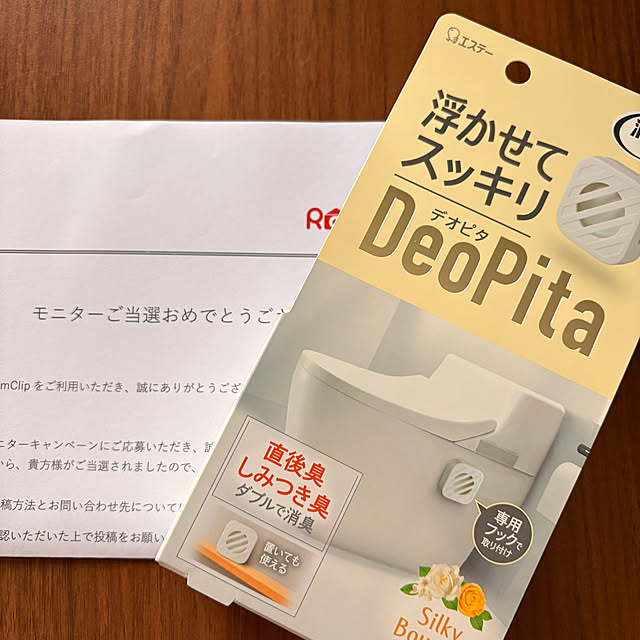 モニターご当選おめでとうござ
mClip をご利用いただき、誠にありがとうござ
ニターキャンペーンにご応募いただき、誠
から、貴方様がご当選されましたので、
稿方法とお問い合わせ先について
認いただいた上で投稿をお願い
エステー
浮かせて
スッキリ
デオピタ
DeoPita
直後臭
しみつき臭
ダブルで消臭
置いても
使える
専用
フックで
取り付け
Silky